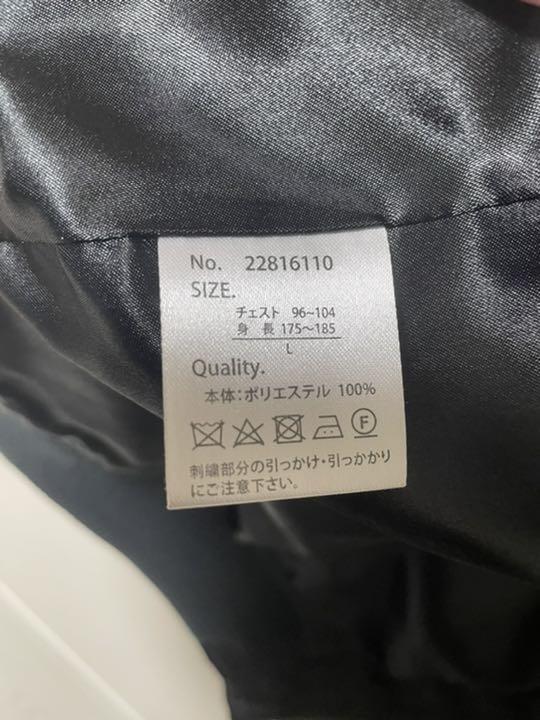 No. 22816110
SIZE.
チェスト 96~104
身 長 175~185
L
Quality.
本体:ポリエステル 100%
F
刺繍部分の引っかけ・引っかかり
にご注意下さい。